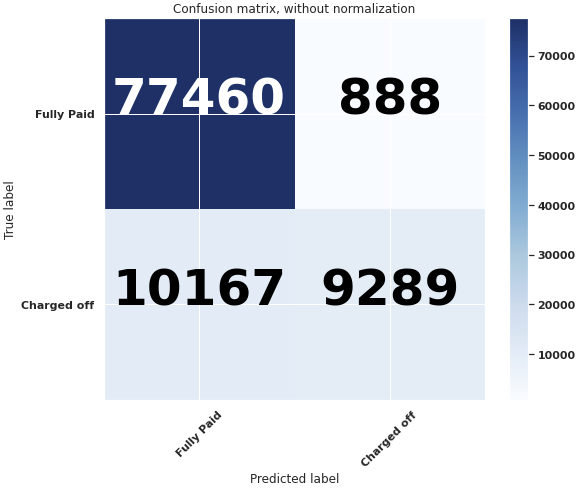 Confusion matrix, without normalization
True label
Fully Paid
77460 888
Charged off
10167 9289
Fully Paid
Charged off
Predicted label
70000
60000
50000
40000
30000
20000
10000